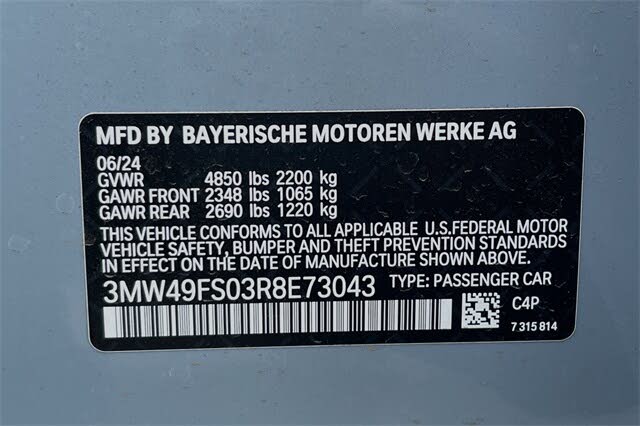 MFD BY BAYERISCHE MOTOREN WERKE AG
06/24
GVWR 4850 lbs 2200 kg
GAWR FRONT 2348 lbs 1065 kg
GAWR REAR 2690 lbs 1220 kg
THIS VEHICLE CONFORMS TO ALL APPLICABLE U.S.FEDERAL MOTOR
VEHICLE SAFETY, BUMPER AND THEFT PREVENTION STANDARDS
IN EFFECT ON THE DATE OF MANUFACTURE SHOWN ABOVE.
3MW49FS03R8E73043 TYPE: PASSENGER CAR
C4P
7 315 814